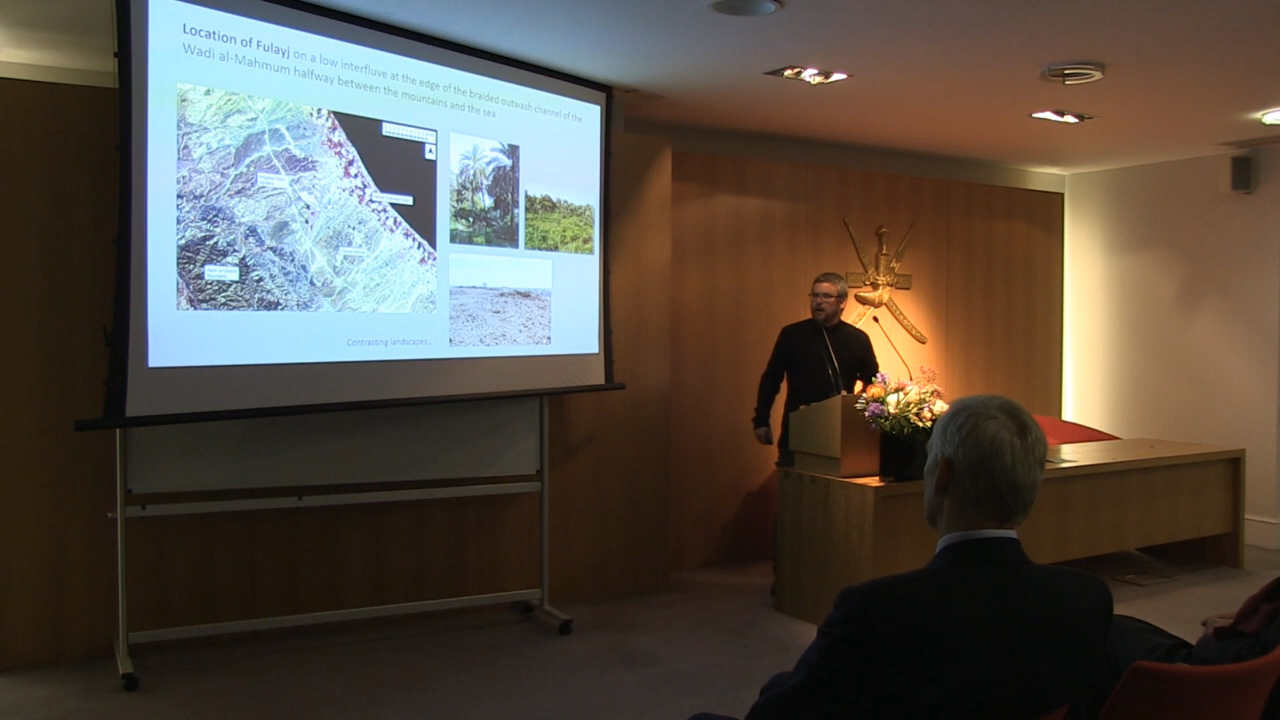 Location of Fulayj on a low interfluve at the edge of the braided outwash channel of the
Wadi al-Mahmum halfway between the mountains and the sea
Contrasting landscapes...